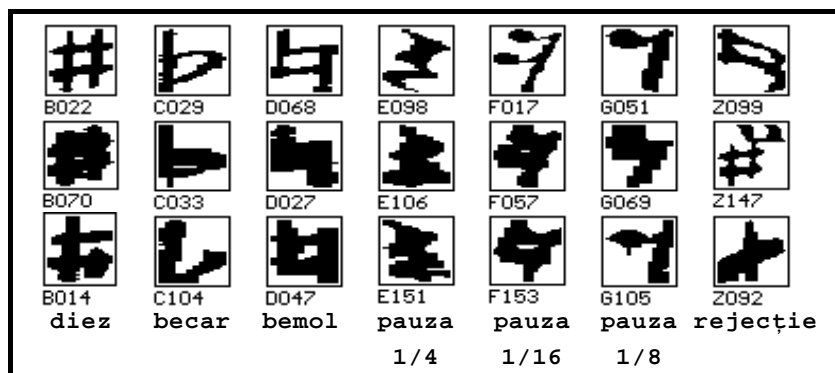 B022 C029 D068 E098 F017 G051 Z099
B070 C033 D027 E106 F057 G069 Z147
B014 C104 D047 E151 F153 G105 Z092
diez becar bemol pauza pauza pauza rejecție
1/4 1/16 1/8